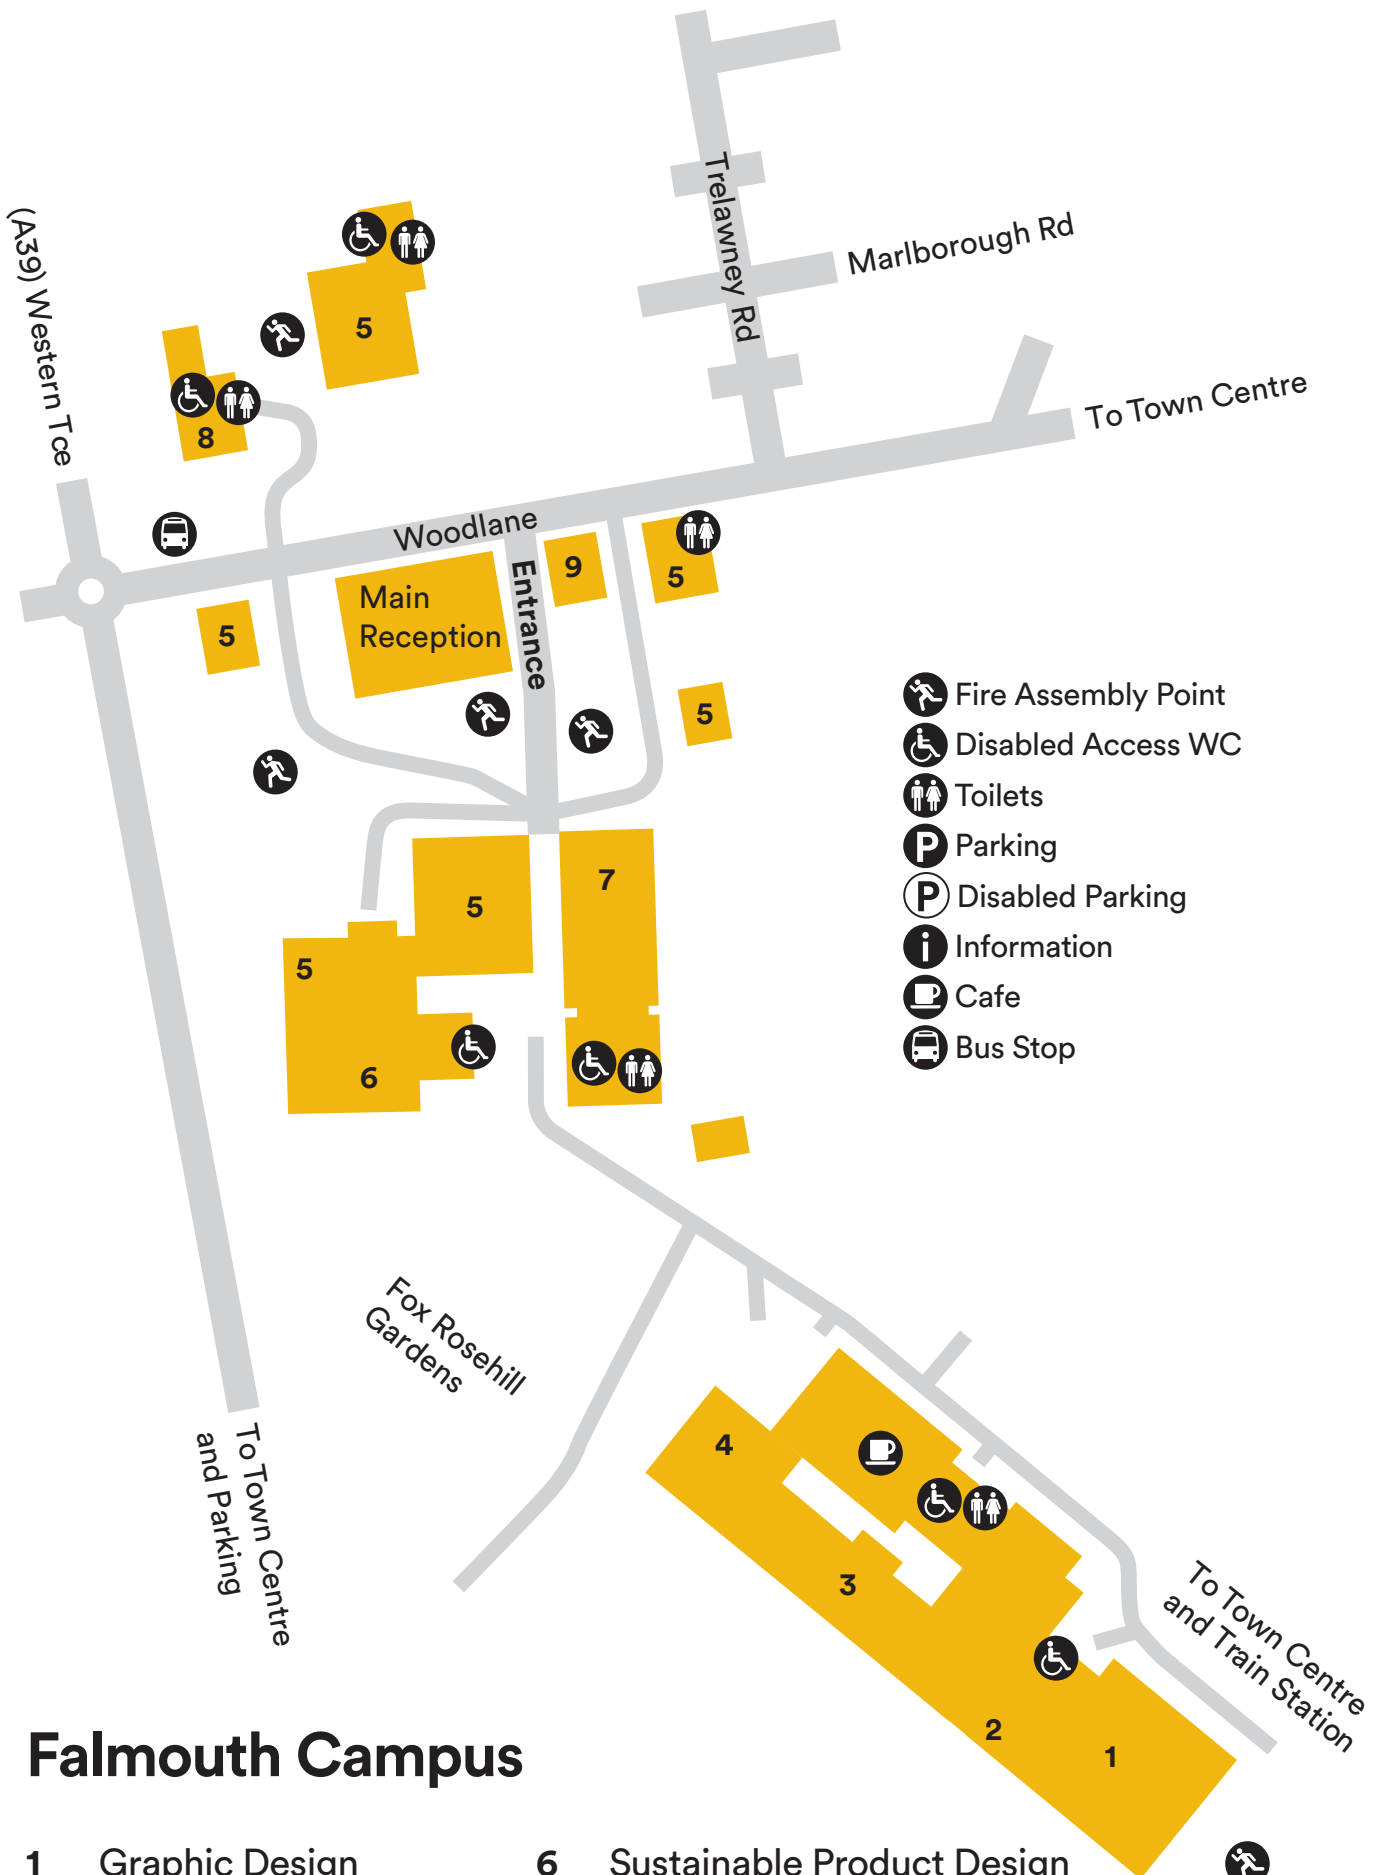 Trelawney Rd
Marlborough Rd
(A39) Western Tce
To Town Centre
5
8
Woodlane
Entrance
9
5
Main
Reception
5
5
Fire Assembly Point
Disabled Access WC
Toilets
P Parking
P Disabled Parking
i Information
Cafe
Bus Stop
7
5
5
6
Fox Rosehill
Gardens
To Town Centre
and Parking
4
3
2
1
To Town Centre
and Train Station
Falmouth Campus
1 Graphic Design
6 Sustainable Product Design